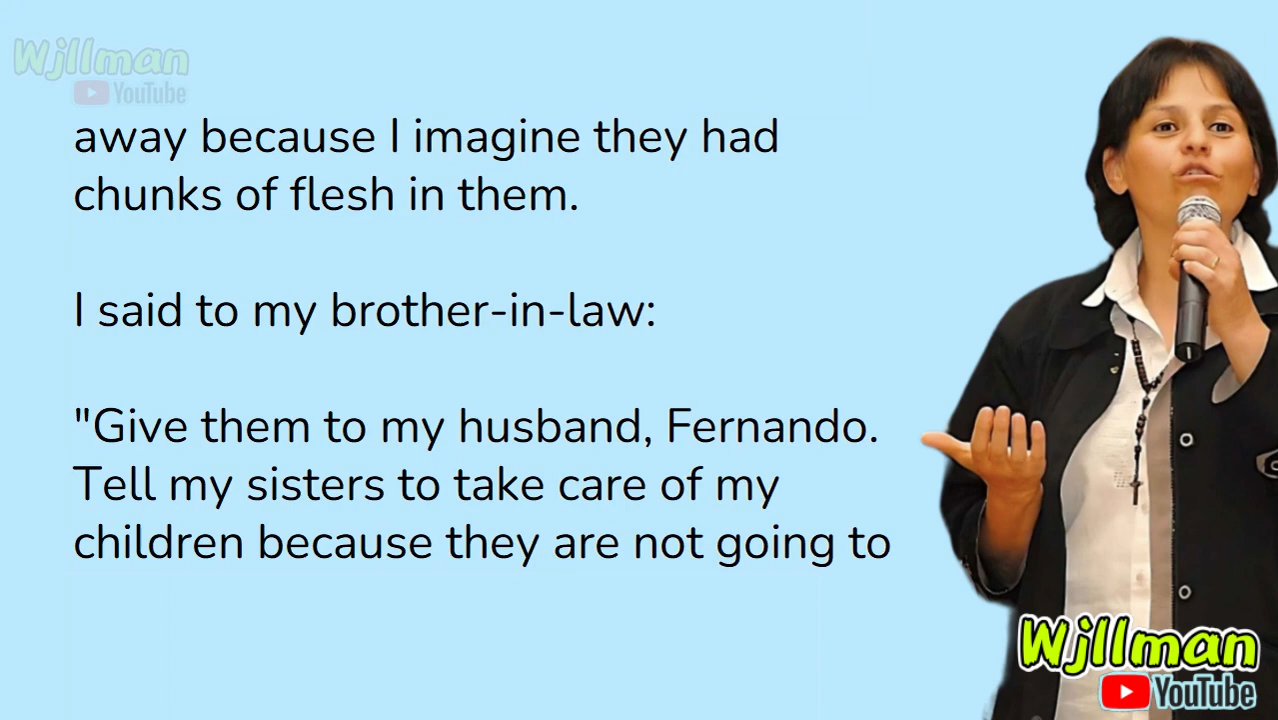 Wjllman
YouTube
away because I imagine they had
chunks of flesh in them.
I said to my brother-in-law:
"Give them to my husband, Fernando.
Tell my sisters to take care of my
children because they are not going to
Wjllman
YouTube